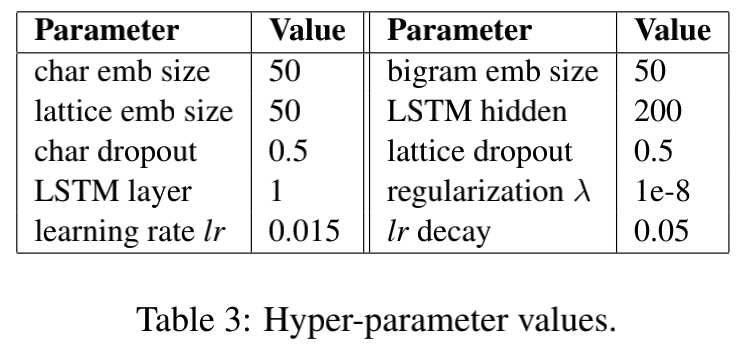 Parameter Value Parameter Value
char emb size 50 bigram emb size 50
lattice emb size 50 LSTM hidden 200
char dropout 0.5 lattice dropout 0.5
LSTM layer 1 regularization λ 1e-8
learning rate lr 0.015 lr decay 0.05
Table 3: Hyper-parameter values.